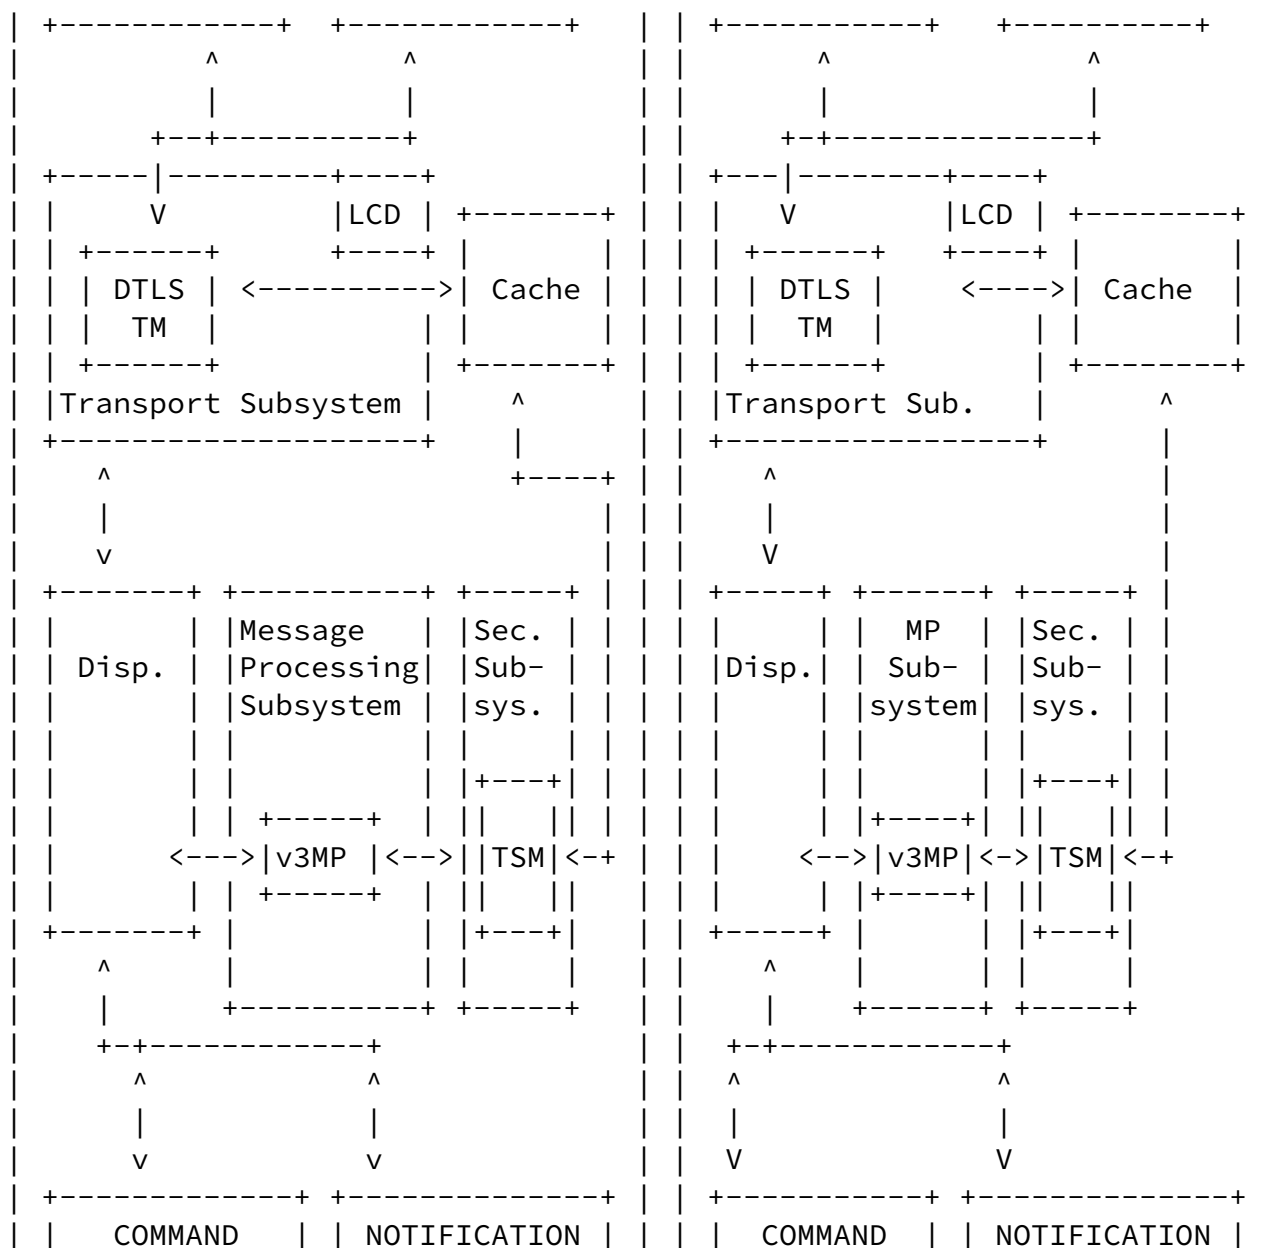 LCD LCD
DTLS Cache DTLS Cache
TM TM
Transport Subsystem Transport Sub.
Message Sec. MP Sec.
Disp. Processing Sub- Disp. Sub- Sub-
Subsystem sys. system sys.
v3MP TSM v3MP TSM
COMMAND NOTIFICATION COMMAND NOTIFICATION